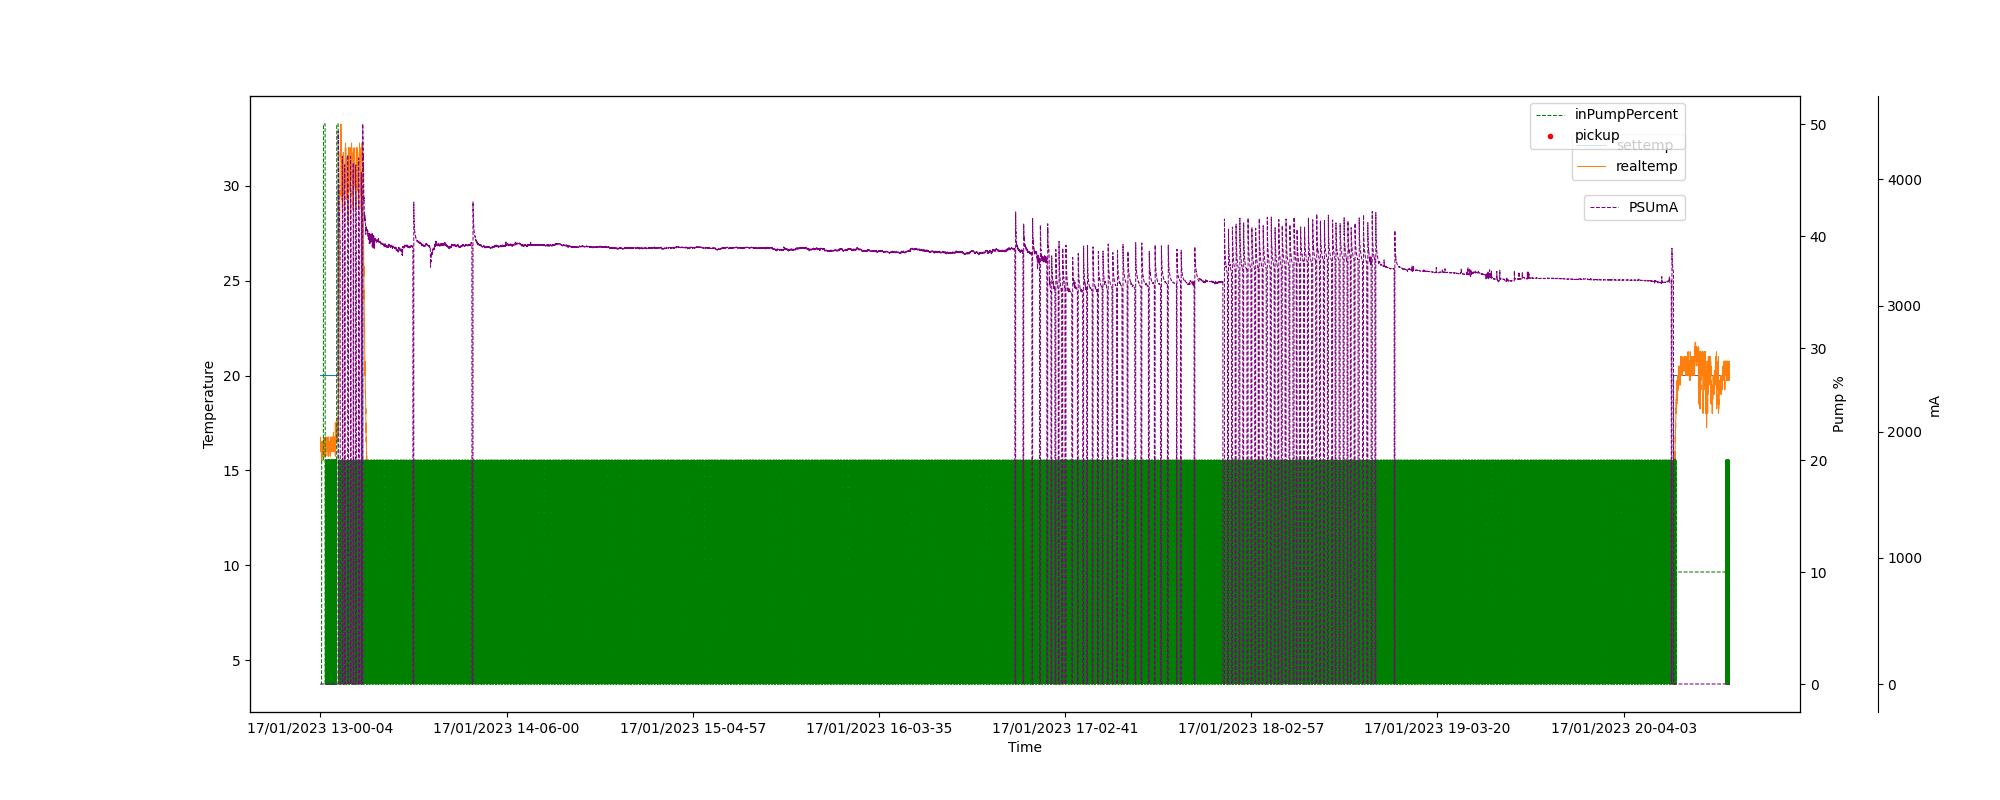 inPumpPercent
pickup
settemp
realtemp
PSUmA
30
25
20
15
10
5
Temperature
50
40
30
20
10
0
Pump %
4000
3000
2000
1000
0
mA
17/01/2023 13-00-04
17/01/2023 14-06-00
17/01/2023 15-04-57
17/01/2023 16-03-35
17/01/2023 17-02-41
17/01/2023 18-02-57
17/01/2023 19-03-20
17/01/2023 20-04-03
Time